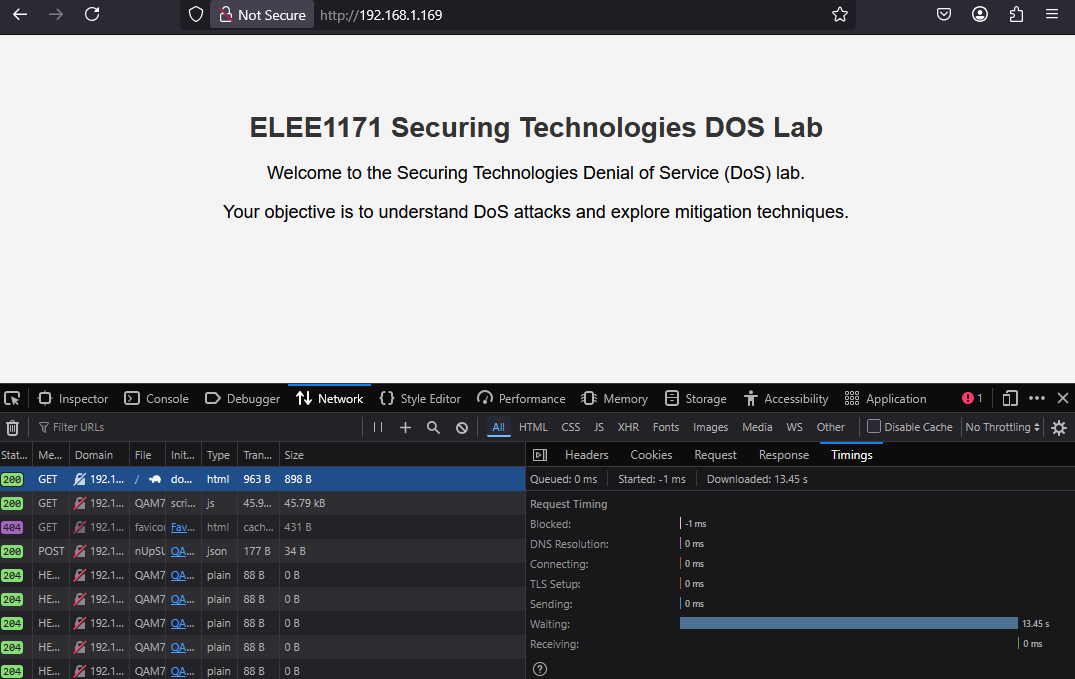 Not Secure http://192.168.1.169
ELEE1171 Securing Technologies DOS Lab
Welcome to the Securing Technologies Denial of Service (DoS) lab.
Your objective is to understand DoS attacks and explore mitigation techniques.
Inspector Console Debugger Network Style Editor Performance Memory Storage Accessibility Application 1
Filter URLs All HTML CSS JS XHR Fonts Images Media WS Other Disable Cache No Throttling
Stat... Me... Domain File Init... Type Tran... Size
200 GET 192.1... / do... html 963 B 898 B
200 GET 192.1... QAM7 scri... js 45.9... 45.79 kB
404 GET 192.1... favico Fav... html cach... 431 B
200 POST 192.1... nUpSU QA... json 177 B 34 B
204 HE... 192.1... QAM7 QA... plain 88 B 0 B
204 HE... 192.1... QAM7 QA... plain 88 B 0 B
204 HE... 192.1... QAM7 QA... plain 88 B 0 B
204 HE... 192.1... QAM7 QA... plain 88 B 0 B
204 HE... 192.1... QAM7 QA... plain 88 B 0 B
Headers Cookies Request Response Timings
Queued: 0 ms Started: -1 ms Downloaded: 13.45 s
Request Timing
Blocked: -1 ms
DNS Resolution: 0 ms
Connecting: 0 ms
TLS Setup: 0 ms
Sending: 0 ms
Waiting: 13.45 s
Receiving: 0 ms